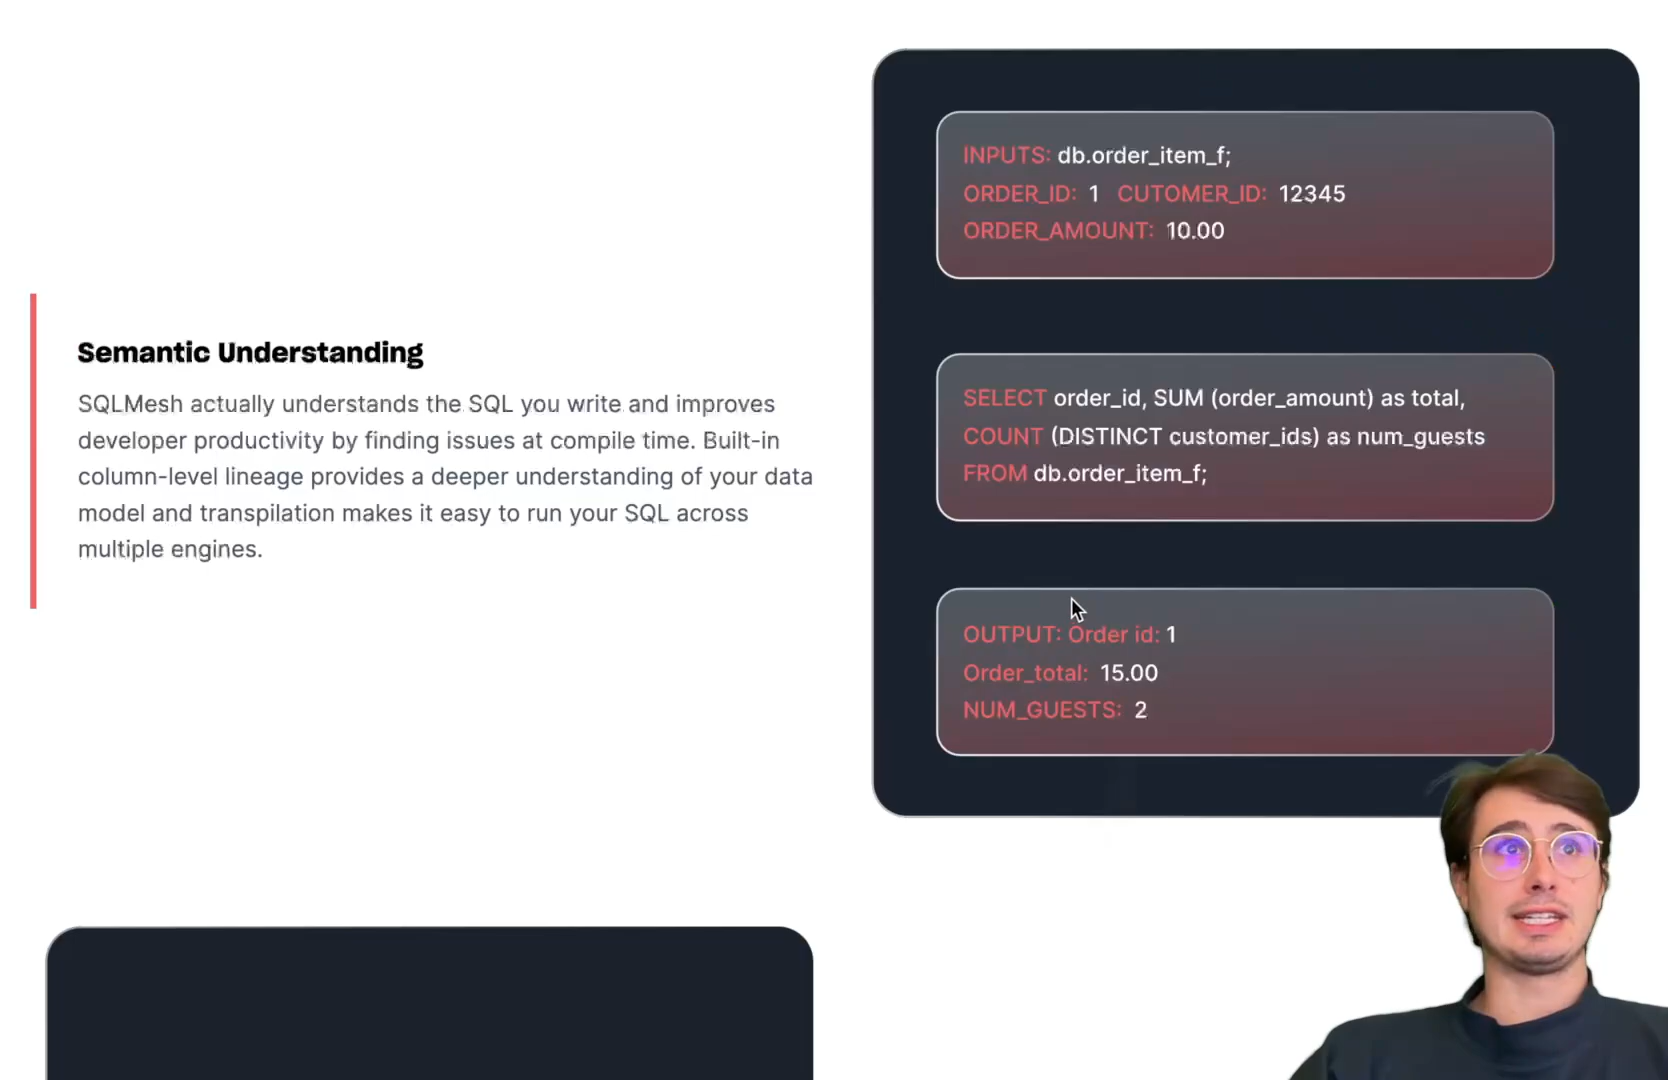 Semantic Understanding
SQLMesh actually understands the SQL you write and improves
developer productivity by finding issues at compile time. Built-in
column-level lineage provides a deeper understanding of your data
model and transpilation makes it easy to run your SQL across
multiple engines.
INPUTS: db.order_item_f;
ORDER_ID: 1 CUTOMER_ID: 12345
ORDER_AMOUNT: 10.00
SELECT order_id, SUM (order_amount) as total,
COUNT (DISTINCT customer_ids) as num_guests
FROM db.order_item_f;
OUTPUT: Order id: 1
Order_total: 15.00
NUM_GUESTS: 2